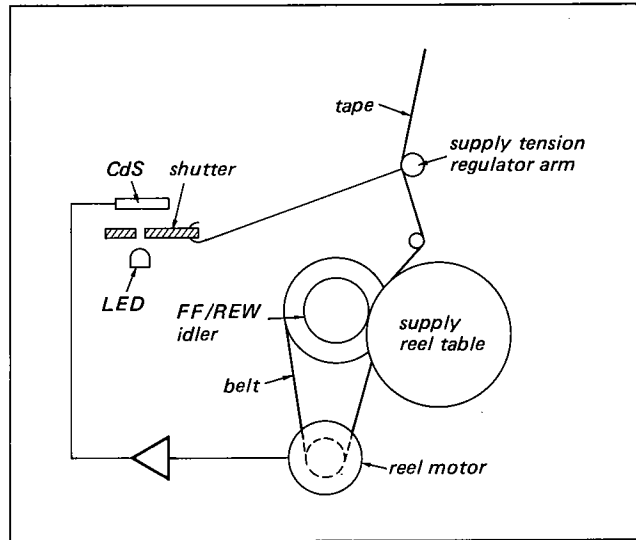 tape
supply tension
regulator arm
CdS
shutter
LED
FF/REW
idler
supply
reel table
belt
reel motor